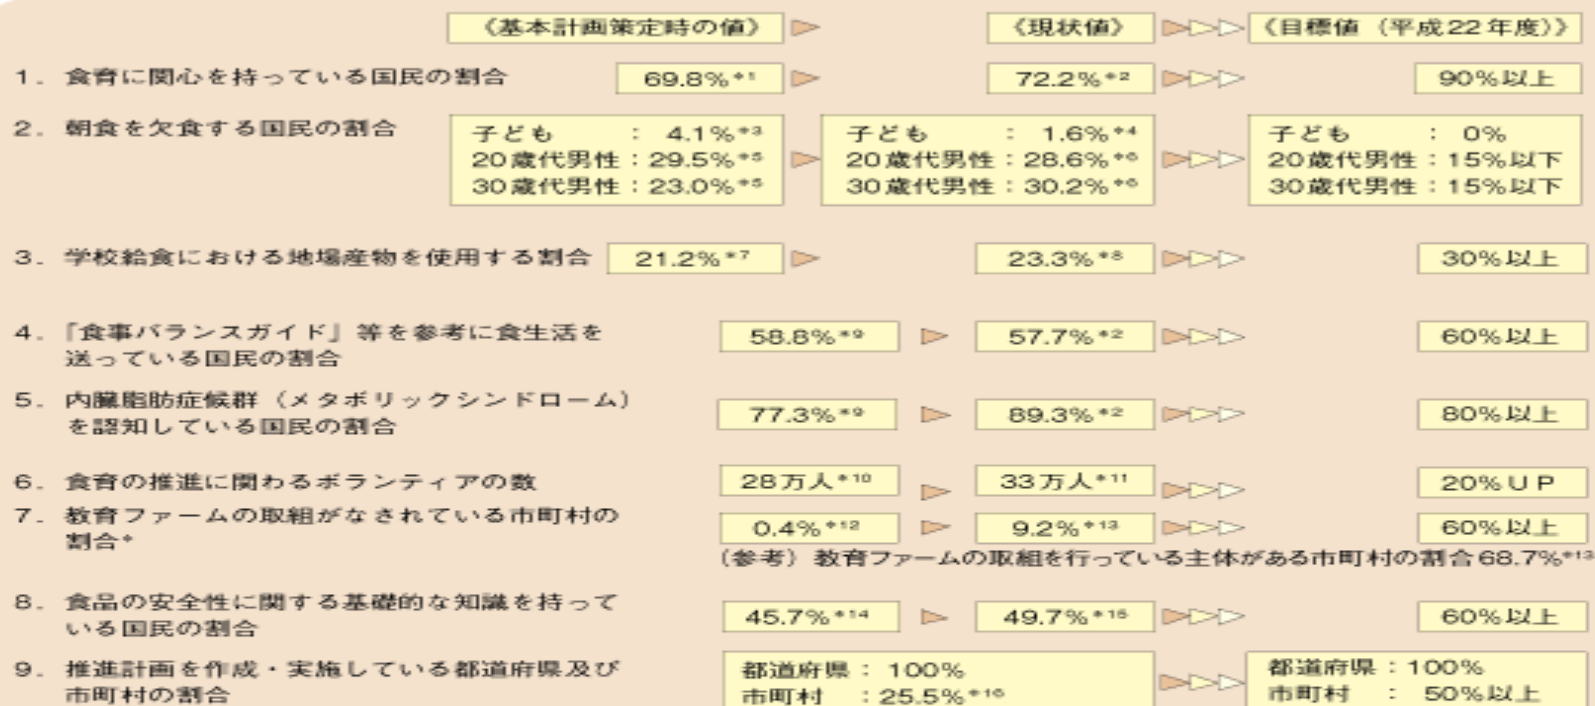 《基本計画策定時の値》 《現状値》 《目標値（平成22年度）》
1. 食育に関心を持っている国民の割合 69.8%*1 72.2%*2 90%以上
2. 朝食を欠食する国民の割合 子ども : 4.1%*3 子ども : 1.6%*4 子ども : 0%
20歳代男性：29.5%*5 20歳代男性：28.6%*6 20歳代男性：15%以下
30歳代男性：23.0%*5 30歳代男性：30.2%*6 30歳代男性：15%以下
3. 学校給食における地場産物を使用する割合 21.2%*7 23.3%*8 30%以上
4. 「食事バランスガイド」等を参考に食生活を
送っている国民の割合 58.8%*9 57.7%*2 60%以上
5. 内臓脂肪症候群（メタボリックシンドローム）
を認知している国民の割合 77.3%*9 89.3%*2 80%以上
6. 食育の推進に関わるボランティアの数 28万人*10 33万人*11 20%UP
7. 教育ファームの取組がなされている市町村の
割合* 0.4%*12 9.2%*13 60%以上
（参考）教育ファームの取組を行っている主体がある市町村の割合68.7%*13
8. 食品の安全性に関する基礎的な知識を持って
いる国民の割合 45.7%*14 49.7%*15 60%以上
9. 推進計画を作成・実施している都道府県及び 都道府県：100% 都道府県：100%
市町村の割合 市町村 ：25.5%*16 市町村 ： 50%以上